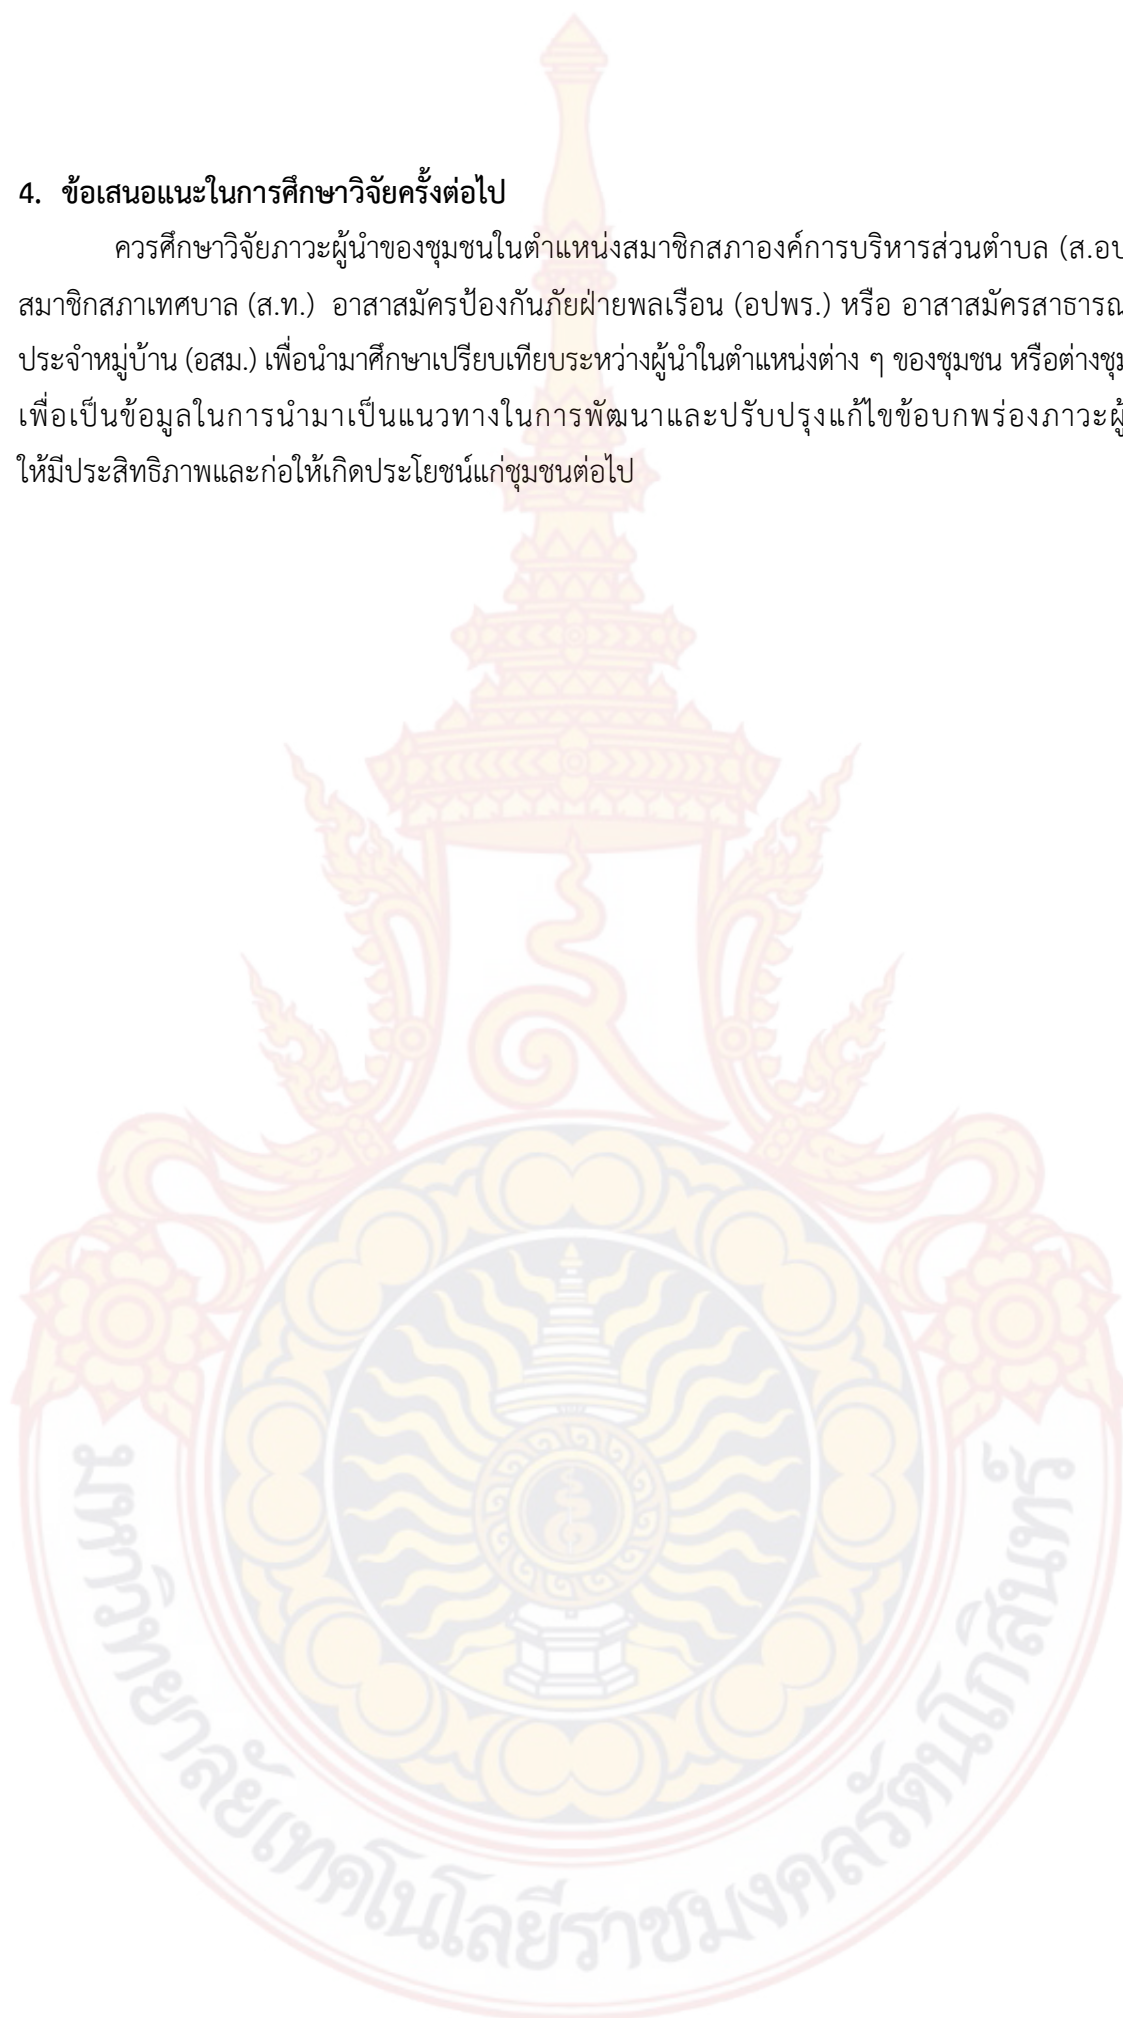 4. ข้อเสนอแนะในการศึกษาวิจัยครั้งต่อไป
ควรศึกษาวิจัยภาวะผู้นำของชุมชนในตำแหน่งสมาชิกสภาองค์การบริหารส่วนตำบล (ส.อบ
สมาชิกสภาเทศบาล (ส.ท.) อาสาสมัครป้องกันภัยฝ่ายพลเรือน (อปพร.) หรือ อาสาสมัครสาธารณ
ประจำหมู่บ้าน (อสม.) เพื่อนำมาศึกษาเปรียบเทียบระหว่างผู้นำในตำแหน่งต่าง ๆ ของชุมชน หรือต่างชุม
เพื่อเป็นข้อมูลในการนำมาเป็นแนวทางในการพัฒนาและปรับปรุงแก้ไขข้อบกพร่องภาวะผู้
ให้มีประสิทธิภาพและก่อให้เกิดประโยชน์แก่ชุมชนต่อไป
มหาวิทยาลัยเทคโนโลยีราชมงคลรัตนโกสินทร์